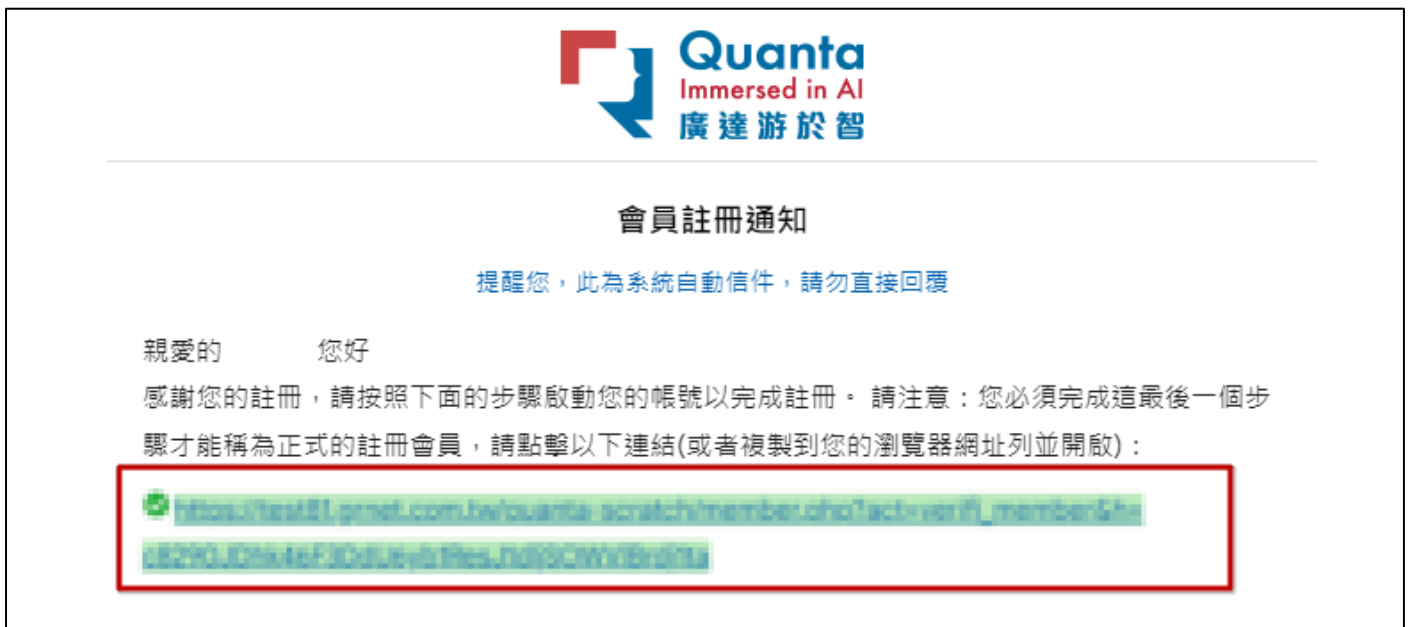 Quanta
Immersed in AI
廣達游於智
會員註冊通知
提醒您，此為系統自動信件，請勿直接回覆
親愛的 您好
感謝您的註冊，請按照下面的步驟啟動您的帳號以完成註冊。 請注意：您必須完成這最後一個步
驟才能稱為正式的註冊會員，請點擊以下連結(或者複製到您的瀏覽器網址列並開啟)：